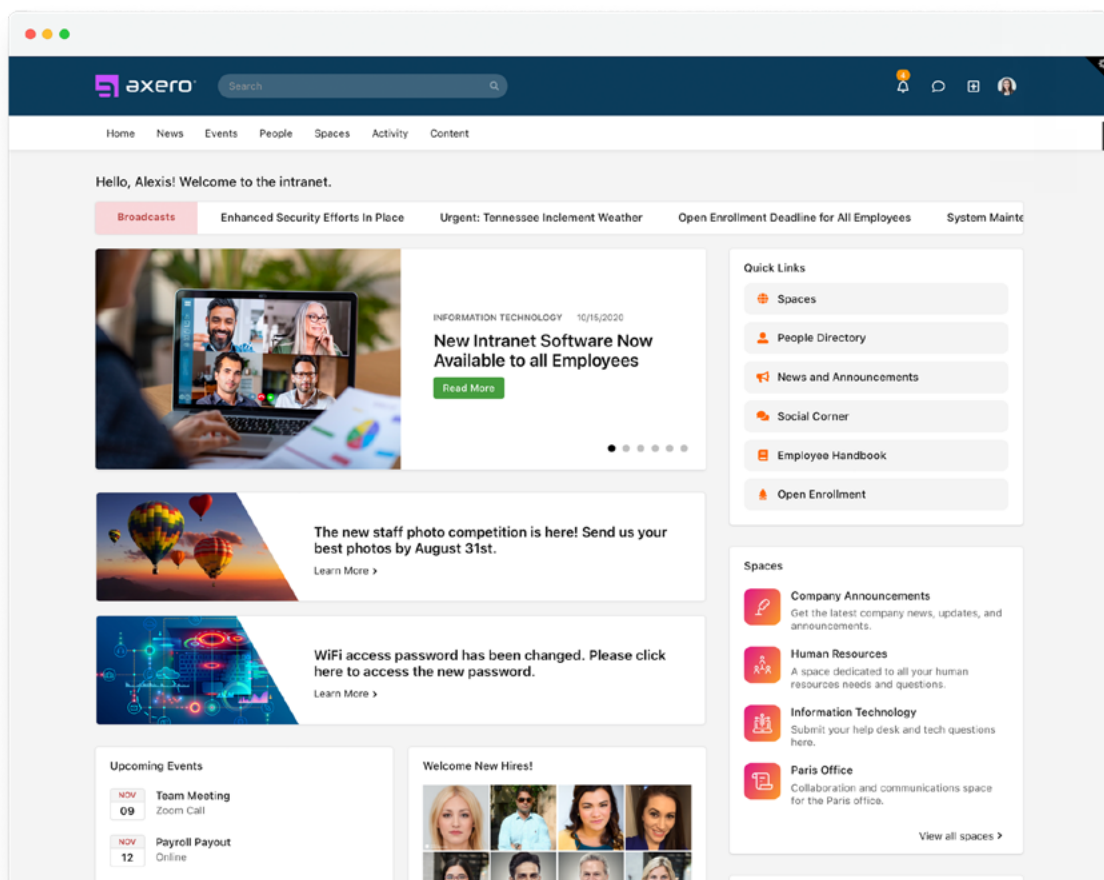 axero
Search
4
Home News Events People Spaces Activity Content
Hello, Alexis! Welcome to the intranet.
Broadcasts Enhanced Security Efforts In Place Urgent: Tennessee Inclement Weather Open Enrollment Deadline for All Employees System Mainte
INFORMATION TECHNOLOGY 10/15/2020
New Intranet Software Now
Available to all Employees
Read More
The new staff photo competition is here! Send us your
best photos by August 31st.
Learn More >
WiFi access password has been changed. Please click
here to access the new password.
Learn More >
Upcoming Events
NOV
09
Team Meeting
Zoom Call
NOV
12
Payroll Payout
Online
Welcome New Hires!
Quick Links
Spaces
People Directory
News and Announcements
Social Corner
Employee Handbook
Open Enrollment
Spaces
Company Announcements
Get the latest company news, updates, and
announcements.
Human Resources
A space dedicated to all your human
resources needs and questions.
Information Technology
Submit your help desk and tech questions
here.
Paris Office
Collaboration and communications space
for the Paris office.
View all spaces >